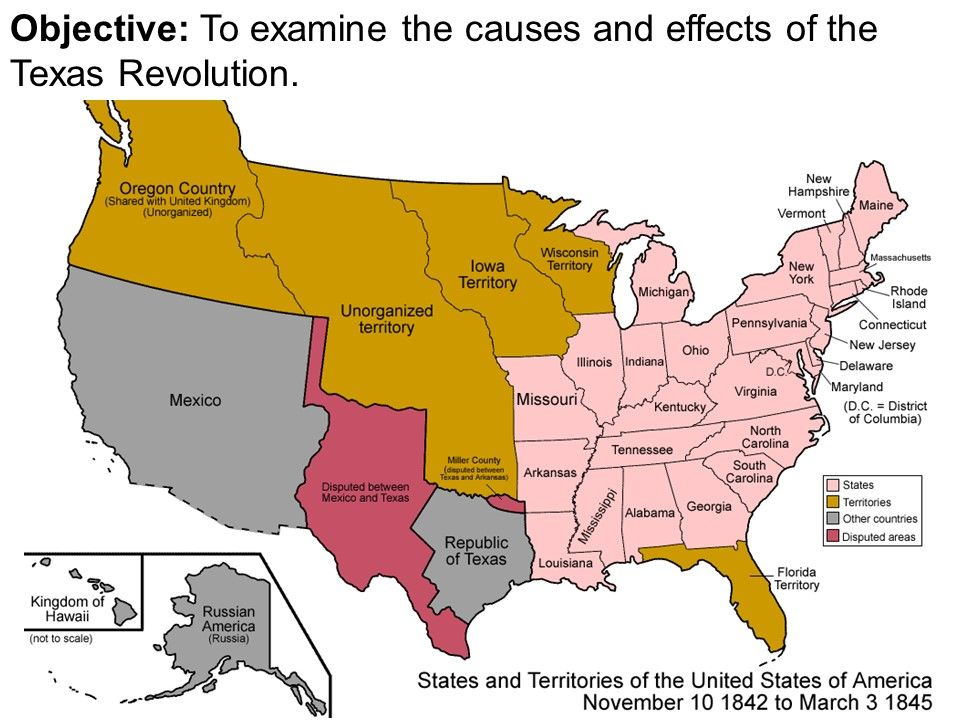 Objective: To examine the causes and effects of the
Texas Revolution.
Oregon Country
(Shared with United Kingdom)
(Unorganized)
Unorganized
territory
Iowa
Territory
Wisconsin
Territory
Michigan
New
Hampshire
Vermont
Maine
Massachusetts
New
York
Rhode
Island
Connecticut
Pennsylvania
New Jersey
Delaware
Maryland
(D.C. = District
of Columbia)
D.C.
Mexico
Illinois
Indiana
Ohio
Virginia
Missouri
Kentucky
North
Carolina
Tennessee
South
Carolina
Arkansas
Miller County
(disputed between
Texas and Arkansas)
Disputed between
Mexico and Texas
Mississippi
Alabama
Georgia
Republic
of Texas
Louisiana
Florida
Territory
States
Territories
Other countries
Disputed areas
Kingdom of
Hawaii
(not to scale)
Russian
America
(Russia)
States and Territories of the United States of America
November 10 1842 to March 3 1845